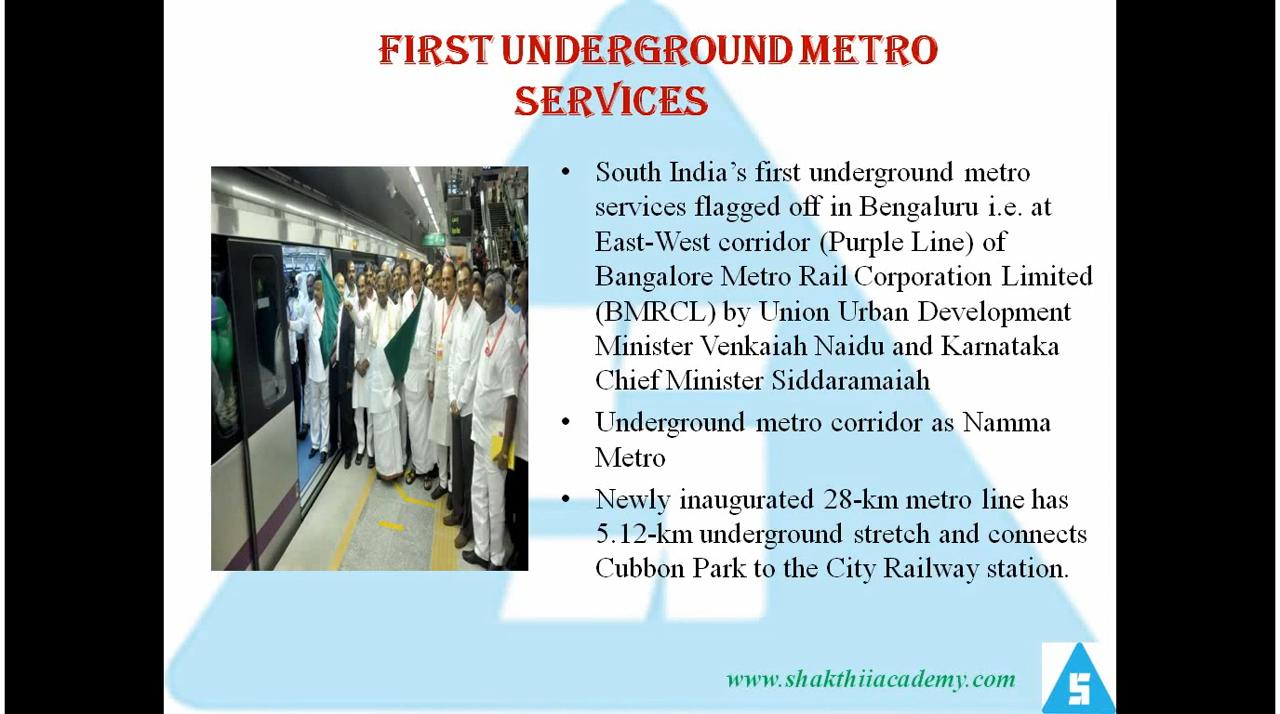 FIRST UNDERGROUND METRO
SERVICES
• South India’s first underground metro
services flagged off in Bengaluru i.e. at
East-West corridor (Purple Line) of
Bangalore Metro Rail Corporation Limited
(BMRCL) by Union Urban Development
Minister Venkaiah Naidu and Karnataka
Chief Minister Siddaramaiah
• Underground metro corridor as Namma
Metro
• Newly inaugurated 28-km metro line has
5.12-km underground stretch and connects
Cubbon Park to the City Railway station.
www.shakthiiacademy.com